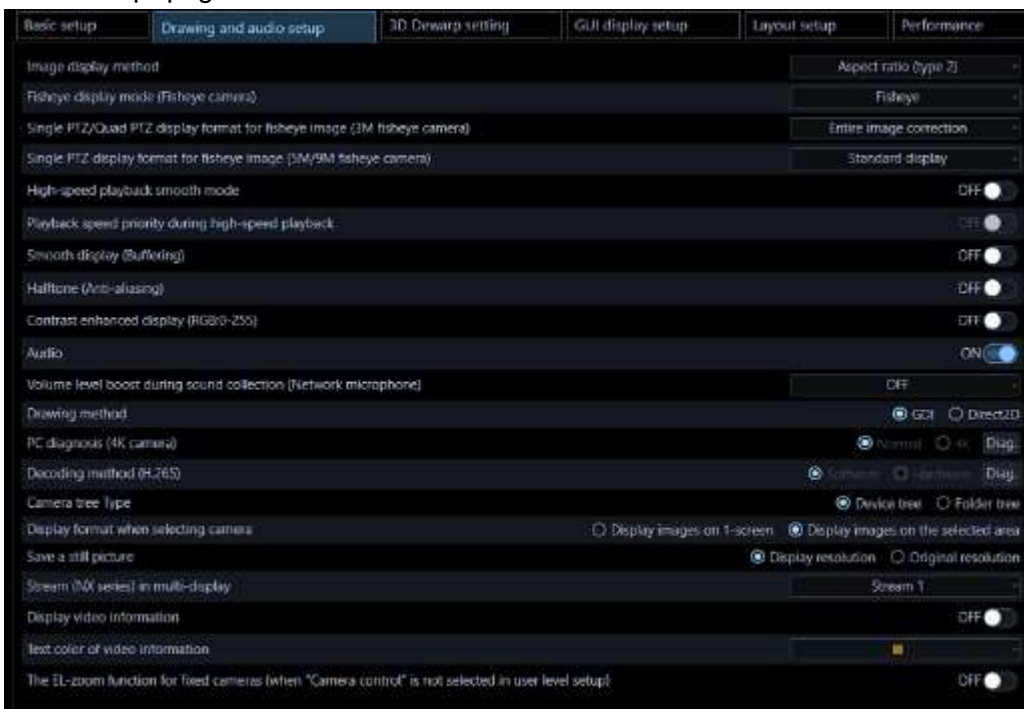 Basic setup
Drawing and audio setup
3D Dewarp setting
GUI display setup
Layout setup
Performance
Image display method Aspect ratio (type 2)
Fisheye display mode (Fisheye camera) Fisheye
Single PTZ/Quad PTZ display format for fisheye image (3M fisheye camera) Entire image correction
Single PTZ display format for fisheye image (5M/9M fisheye camera) Standard display
High-speed playback smooth mode OFF
Playback speed priority during high-speed playback OFF
Smooth display (Buffering) OFF
Halftone (Anti-aliasing) OFF
Contrast enhanced display (RGB:0-255) OFF
Audio ON
Volume level boost during sound collection (Network microphone) OFF
Drawing method GDI Direct2D
PC diagnosis (4K camera) Normal 4K Diag.
Decoding method (H.265) Software Hardware Diag.
Camera tree Type Device tree Folder tree
Display format when selecting camera Display images on 1-screen Display images on the selected area
Save a still picture Display resolution Original resolution
Stream (NX series) in multi-display Stream 1
Display video information OFF
Text color of video information
The EL-zoom function for fixed cameras (when "Camera control" is not selected in user level setup) OFF